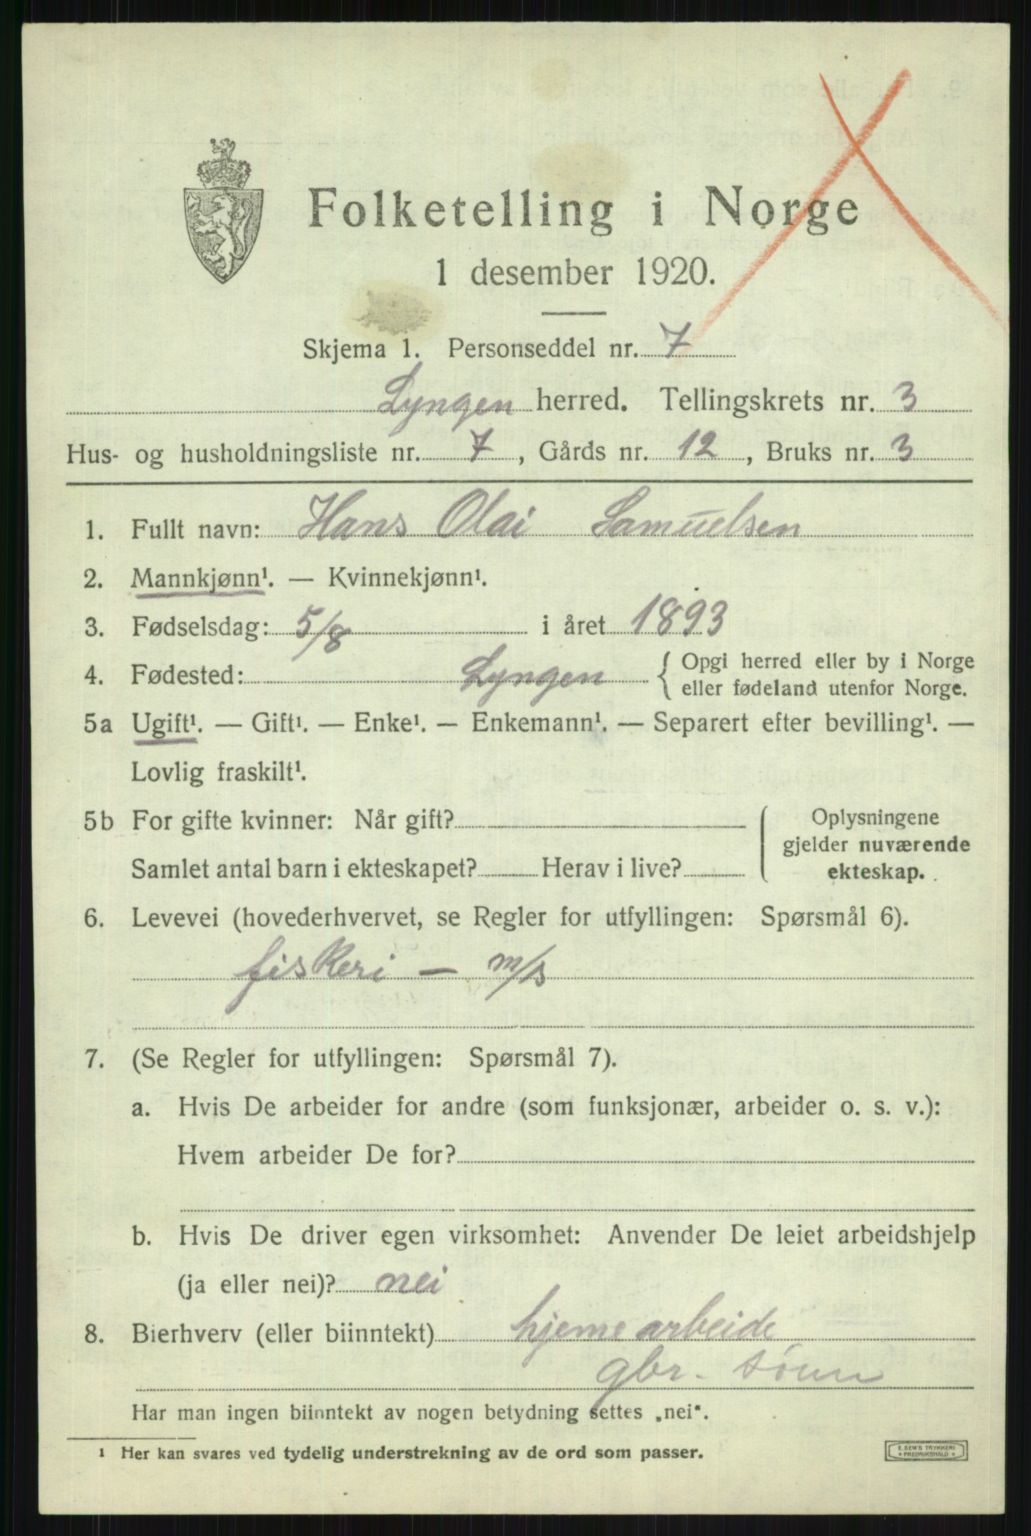 Folketelling i Norge
1 desember 1920.
Skjema 1. Personseddel nr. 7
Lyngen herred. Tellingskrets nr. 3
Hus- og husholdningsliste nr. 7, Gårds nr. 12, Bruks nr. 3
1. Fullt navn: Hans Olai Samuelsen
2. Mannkjønn¹. — Kvinnekjønn¹.
3. Fødselsdag: 5/8 i året 1893
4. Fødested: Lyngen { Opgi herred eller by i Norge
eller fødeland utenfor Norge.
5a Ugift¹. — Gift¹. — Enke¹. — Enkemann¹. — Separert efter bevilling¹. —
Lovlig fraskilt¹.
5b For gifte kvinner: Når gift?
Samlet antal barn i ekteskapet? Herav i live?
Oplysningene
gjelder nuværende
ekteskap.
6. Levevei (hovederhvervet, se Regler for utfyllingen: Spørsmål 6).
fiskeri — m/s
7. (Se Regler for utfyllingen: Spørsmål 7).
a. Hvis De arbeider for andre (som funksjonær, arbeider o. s. v.):
Hvem arbeider De for?
b. Hvis De driver egen virksomhet: Anvender De leiet arbeidshjelp
(ja eller nei)? nei
8. Bierhverv (eller biinntekt) hjemearbeide
gbr. sønn
Har man ingen biinntekt av nogen betydning settes „nei“.
¹ Her kan svares ved tydelig understrekning av de ord som passer.
E. SEM'S TRYKKERI
FREDRIKSHALD